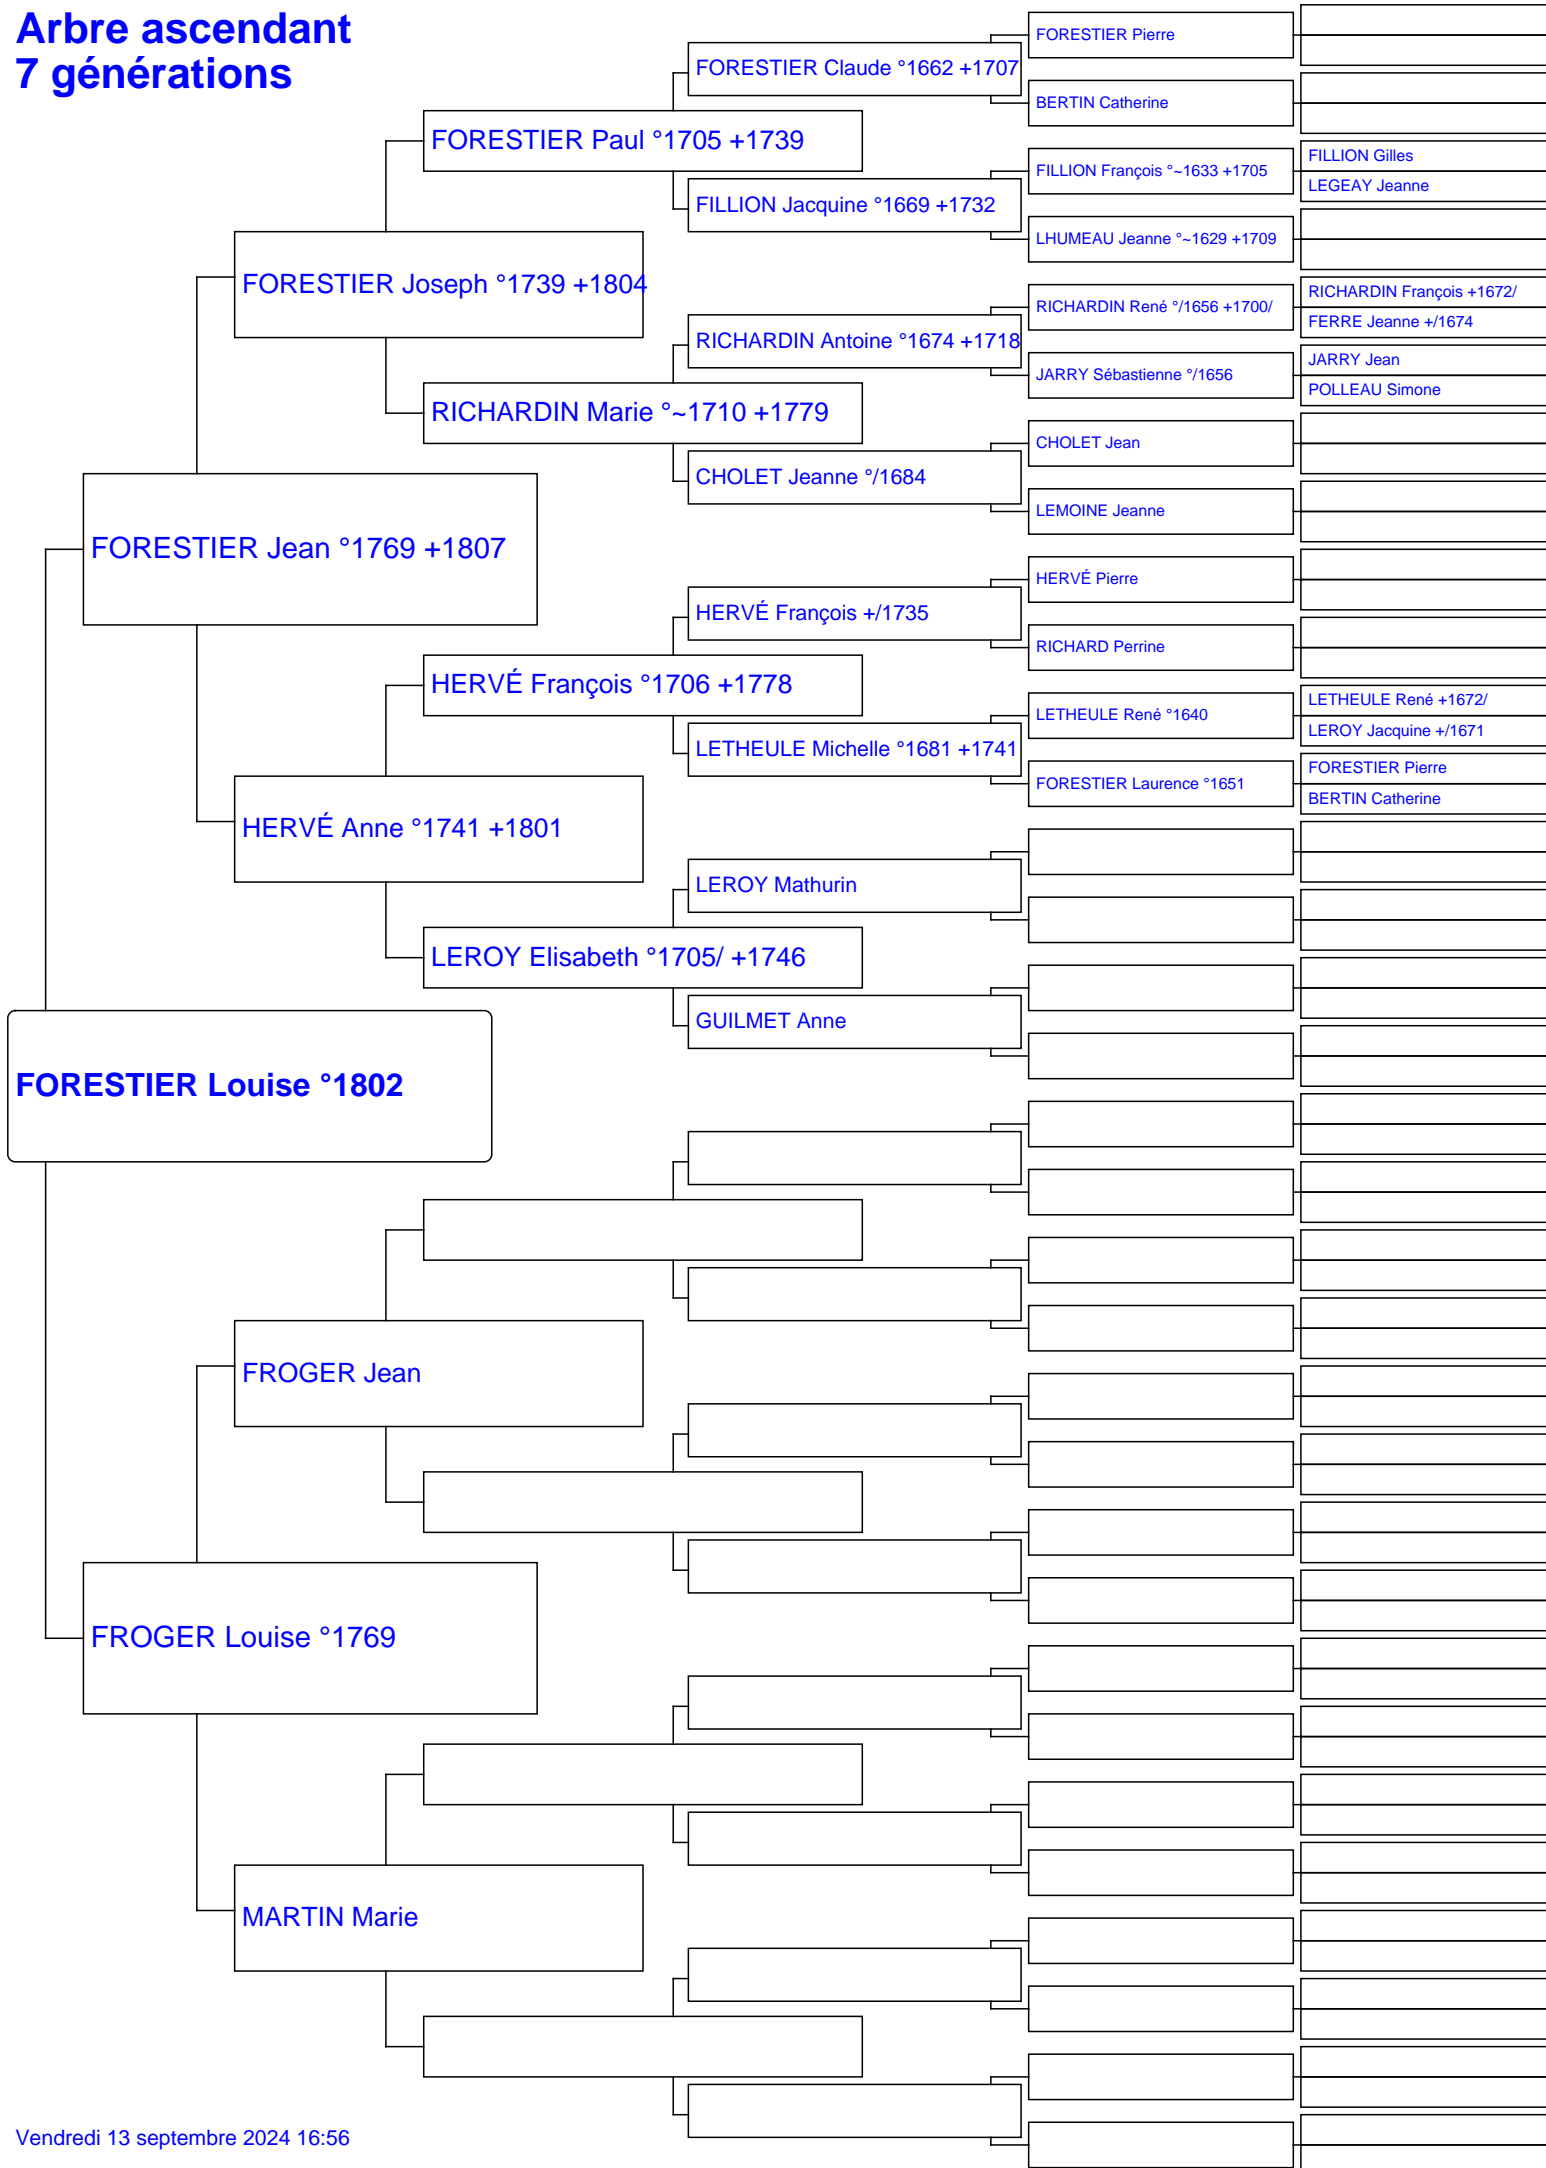 Arbre ascendant
7 générations
FORESTIER Louise °1802
FORESTIER Jean °1769 +1807
FROGER Louise °1769
FORESTIER Joseph °1739 +1804
HERVÉ Anne °1741 +1801
FROGER Jean
MARTIN Marie
FORESTIER Paul °1705 +1739
RICHARDIN Marie °~1710 +1779
HERVÉ François °1706 +1778
LEROY Elisabeth °1705/ +1746
FORESTIER Claude °1662 +1707
FILLION Jacquine °1669 +1732
RICHARDIN Antoine °1674 +1718
CHOLET Jeanne °/1684
HERVÉ François +/1735
LETHEULE Michelle °1681 +1741
LEROY Mathurin
GUILMET Anne
FORESTIER Pierre
BERTIN Catherine
FILLION François °~1633 +1705
LHUMEAU Jeanne °~1629 +1709
RICHARDIN René °/1656 +1700/
JARRY Sébastienne °/1656
CHOLET Jean
LEMOINE Jeanne
HERVÉ Pierre
RICHARD Perrine
LETHEULE René °1640
FORESTIER Laurence °1651
FILLION Gilles
LEGEAY Jeanne
RICHARDIN François +1672/
FERRE Jeanne +/1674
JARRY Jean
POLLEAU Simone
LETHEULE René +1672/
LEROY Jacquine +/1671
FORESTIER Pierre
BERTIN Catherine
Vendredi 13 septembre 2024 16:56